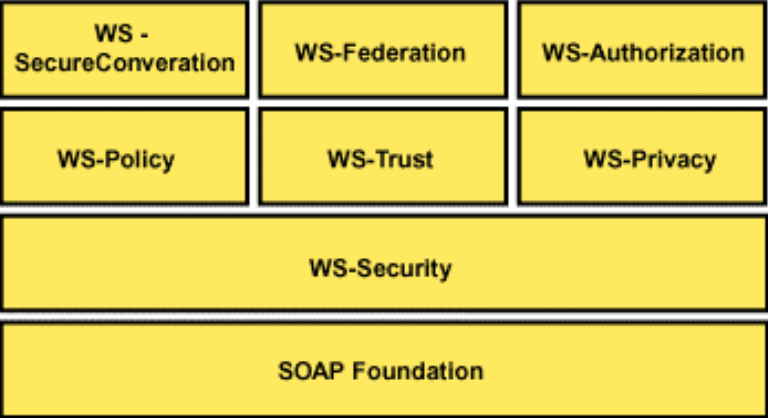 WS -
SecureConveration
WS-Federation
WS-Authorization
WS-Policy
WS-Trust
WS-Privacy
WS-Security
SOAP Foundation